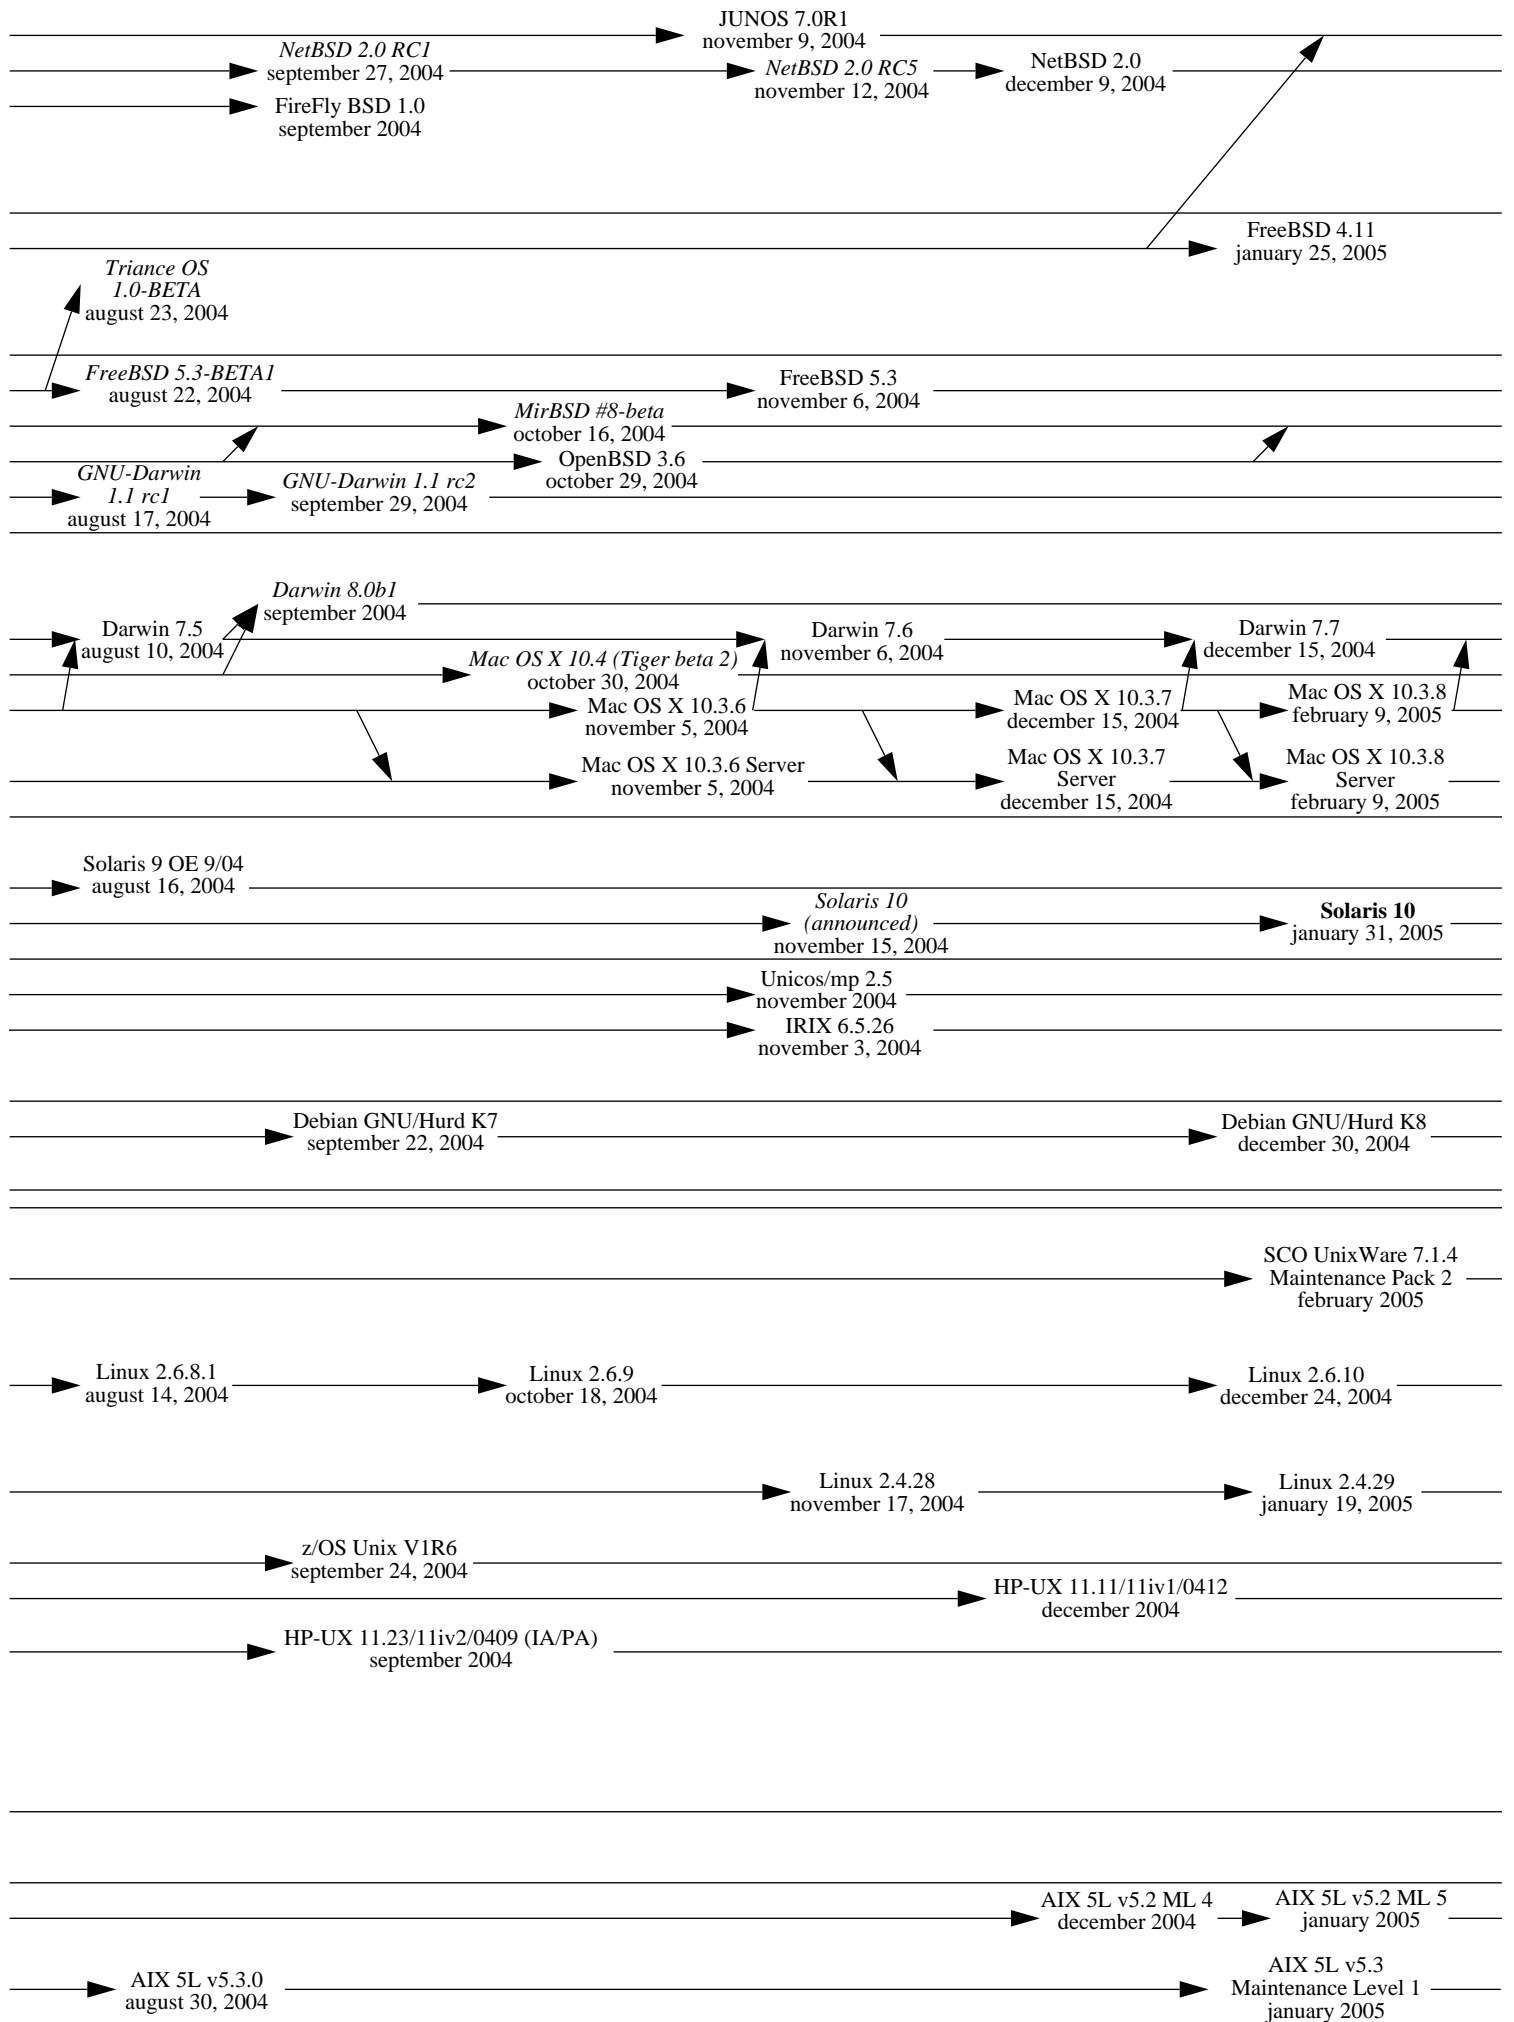 JUNOS 7.0R1
november 9, 2004
NetBSD 2.0 RC1
september 27, 2004
NetBSD 2.0 RC5
november 12, 2004
NetBSD 2.0
december 9, 2004
FireFly BSD 1.0
september 2004
FreeBSD 4.11
january 25, 2005
Triance OS
1.0-BETA
august 23, 2004
FreeBSD 5.3-BETA1
august 22, 2004
FreeBSD 5.3
november 6, 2004
MirBSD #8-beta
october 16, 2004
OpenBSD 3.6
october 29, 2004
GNU-Darwin
1.1 rc1
august 17, 2004
GNU-Darwin 1.1 rc2
september 29, 2004
Darwin 8.0b1
september 2004
Darwin 7.5
august 10, 2004
Darwin 7.6
november 6, 2004
Darwin 7.7
december 15, 2004
Mac OS X 10.4 (Tiger beta 2)
october 30, 2004
Mac OS X 10.3.6
november 5, 2004
Mac OS X 10.3.7
december 15, 2004
Mac OS X 10.3.8
february 9, 2005
Mac OS X 10.3.6 Server
november 5, 2004
Mac OS X 10.3.7
Server
december 15, 2004
Mac OS X 10.3.8
Server
february 9, 2005
Solaris 9 OE 9/04
august 16, 2004
Solaris 10
(announced)
november 15, 2004
Solaris 10
january 31, 2005
Unicos/mp 2.5
november 2004
IRIX 6.5.26
november 3, 2004
Debian GNU/Hurd K7
september 22, 2004
Debian GNU/Hurd K8
december 30, 2004
SCO UnixWare 7.1.4
Maintenance Pack 2
february 2005
Linux 2.6.8.1
august 14, 2004
Linux 2.6.9
october 18, 2004
Linux 2.6.10
december 24, 2004
Linux 2.4.28
november 17, 2004
Linux 2.4.29
january 19, 2005
z/OS Unix V1R6
september 24, 2004
HP-UX 11.11/11iv1/0412
december 2004
HP-UX 11.23/11iv2/0409 (IA/PA)
september 2004
AIX 5L v5.2 ML 4
december 2004
AIX 5L v5.2 ML 5
january 2005
AIX 5L v5.3.0
august 30, 2004
AIX 5L v5.3
Maintenance Level 1
january 2005